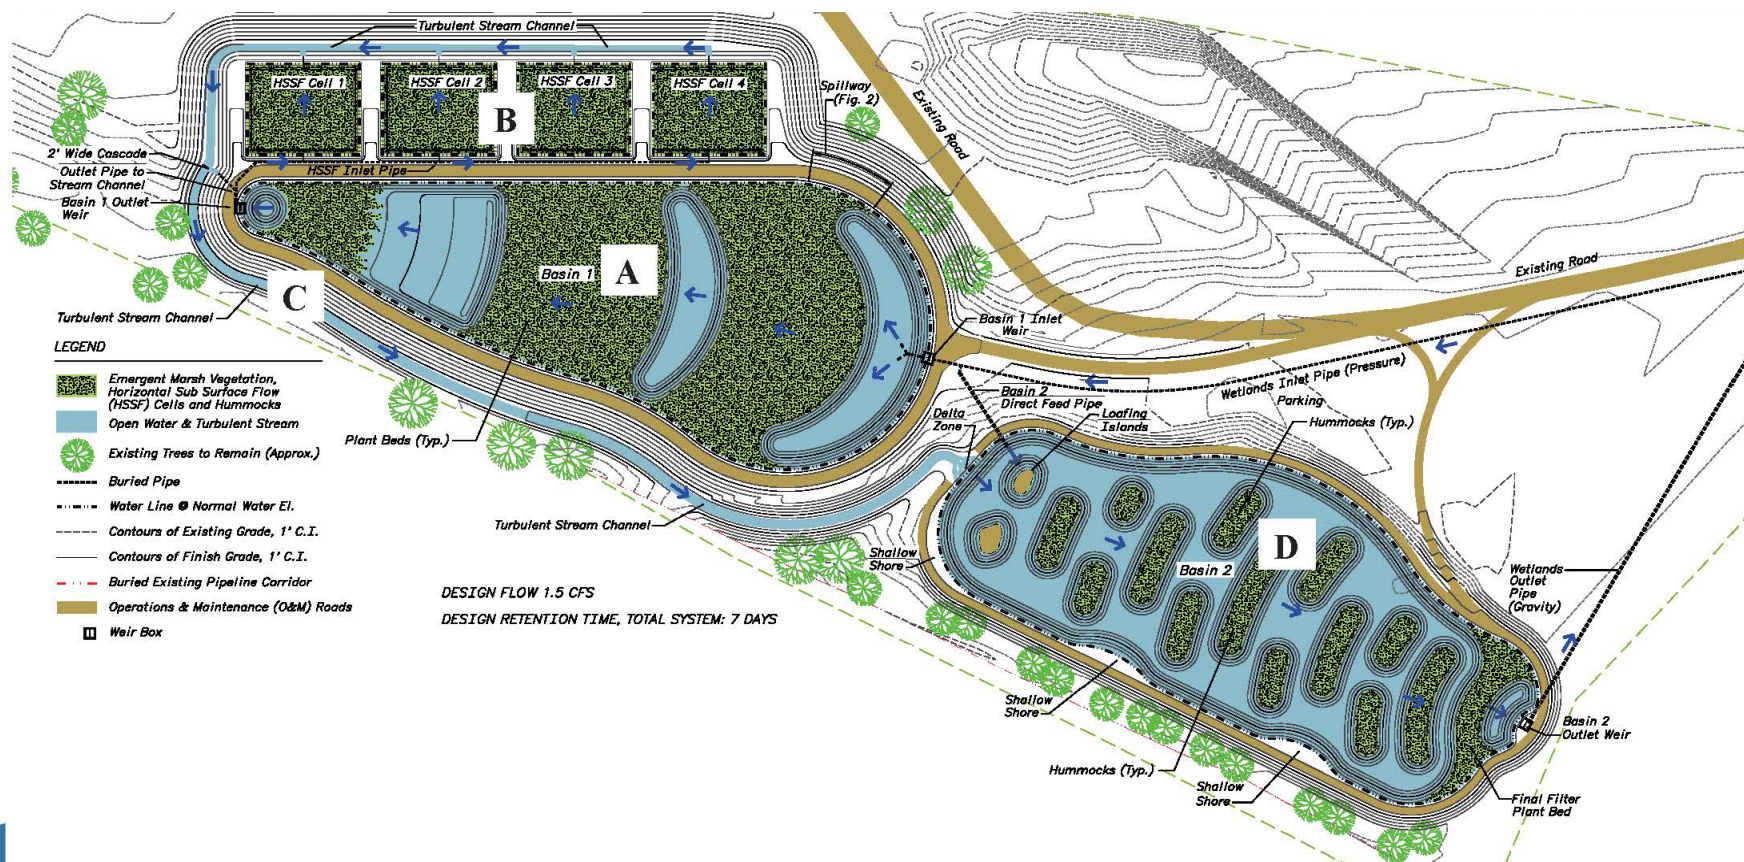 Turbulent Stream Channel
HSSF Cell 1
HSSF Cell 2
HSSF Cell 3
HSSF Cell 4
B
Spillway
(Fig. 2)
Existing Road
2' Wide Cascade
Outlet Pipe to
Stream Channel
Basin 1 Outlet
Weir
HSSF Inlet Pipe
Basin 1
A
C
Existing Road
Turbulent Stream Channel
Basin 1 Inlet
Weir
LEGEND
Emergent Marsh Vegetation,
Horizontal Sub Surface Flow
(HSSF) Cells and Hummocks
Open Water & Turbulent Stream
Existing Trees to Remain (Approx.)
Buried Pipe
Water Line @ Normal Water El.
Contours of Existing Grade, 1' C.I.
Contours of Finish Grade, 1' C.I.
Buried Existing Pipeline Corridor
Operations & Maintenance (O&M) Roads
Weir Box
Plant Beds (Typ.)
Wetlands Inlet Pipe (Pressure)
Parking
Basin 2
Direct Feed Pipe
Delta
Zone
Loafing
Islands
Hummocks (Typ.)
Turbulent Stream Channel
Shallow
Shore
D
Basin 2
Wetlands
Outlet
Pipe
(Gravity)
DESIGN FLOW 1.5 CFS
DESIGN RETENTION TIME, TOTAL SYSTEM: 7 DAYS
Shallow
Shore
Basin 2
Outlet Weir
Hummocks (Typ.)
Shallow
Shore
Final Filter
Plant Bed